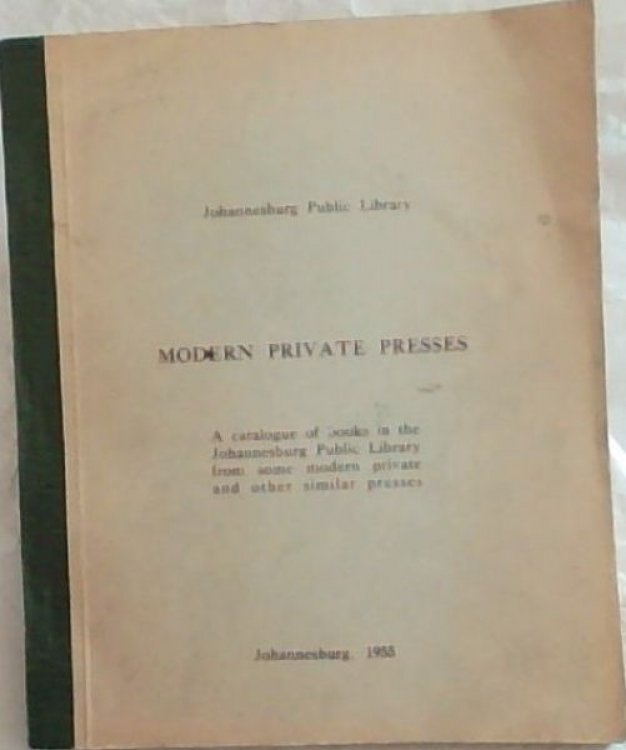 Johannesburg Public Library
MODERN PRIVATE PRESSES
A catalogue of books in the
Johannesburg Public Library
from some modern private
and other similar presses
Johannesburg, 1955